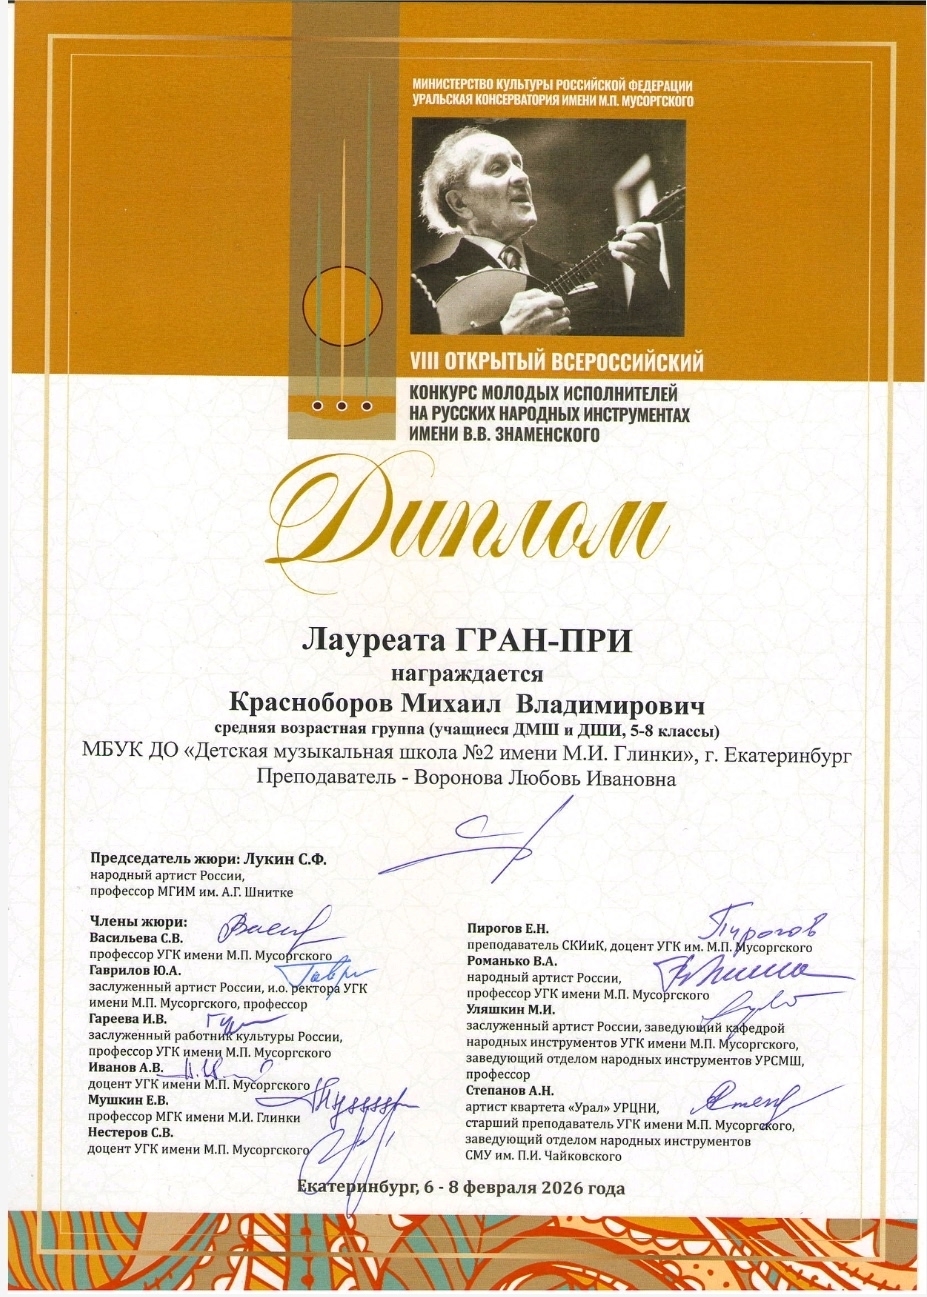 МИНИСТЕРСТВО КУЛЬТУРЫ РОССИЙСКОЙ ФЕДЕРАЦИИ
УРАЛЬСКАЯ КОНСЕРВАТОРИЯ ИМЕНИ М.П. МУСОРГСКОГО
VIII ОТКРЫТЫЙ ВСЕРОССИЙСКИЙ
КОНКУРС МОЛОДЫХ ИСПОЛНИТЕЛЕЙ
НА РУССКИХ НАРОДНЫХ ИНСТРУМЕНТАХ
ИМЕНИ В.В. ЗНАМЕНСКОГО
Диплом
Лауреата ГРАН-ПРИ
награждается
Красноборов Михаил Владимирович
средняя возрастная группа (учащиеся ДМШ и ДШИ, 5-8 классы)
МБУК ДО «Детская музыкальная школа №2 имени М.И. Глинки», г. Екатеринбург
Преподаватель - Воронова Любовь Ивановна
Председатель жюри: Лукин С.Ф.
народный артист России,
профессор МГИМ им. А.Г. Шнитке
Члены жюри:
Васильева С.В.
профессор УГК имени М.П. Мусоргского
Гаврилов Ю.А.
заслуженный артист России, и.о. ректора УГК
имени М.П. Мусоргского, профессор
Гареева И.В.
заслуженный работник культуры России,
профессор УГК имени М.П. Мусоргского
Иванов А.В.
доцент УГК имени М.П. Мусоргского
Мушкин Е.В.
профессор МГК имени М.И. Глинки
Нестеров С.В.
доцент УГК имени М.П. Мусоргского
Пирогов Е.Н.
преподаватель СКИиК, доцент УГК им. М.П. Мусоргского
Пирогов
Романько В.А.
народный артист России,
профессор УГК имени М.П. Мусоргского
Уляшкин М.И.
заслуженный артист России, заведующий кафедрой
народных инструментов УГК имени М.П. Мусоргского,
заведующий отделом народных инструментов УРСМШ,
профессор
Степанов А.Н.
артист квартета «Урал» УРЦНИ,
старший преподаватель УГК имени М.П. Мусоргского,
заведующий отделом народных инструментов
СМУ им. П.И. Чайковского
Екатеринбург, 6 - 8 февраля 2026 года